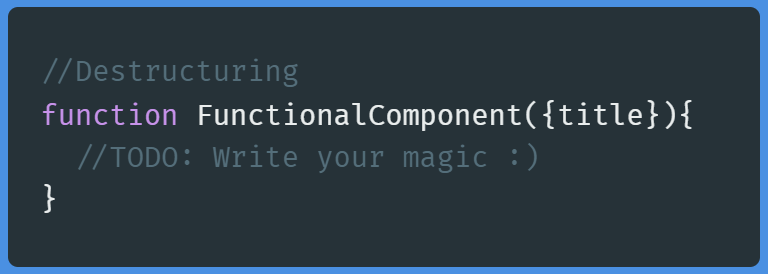 //Destructuring
function FunctionalComponent({title}){
  //TODO: Write your magic :)
}